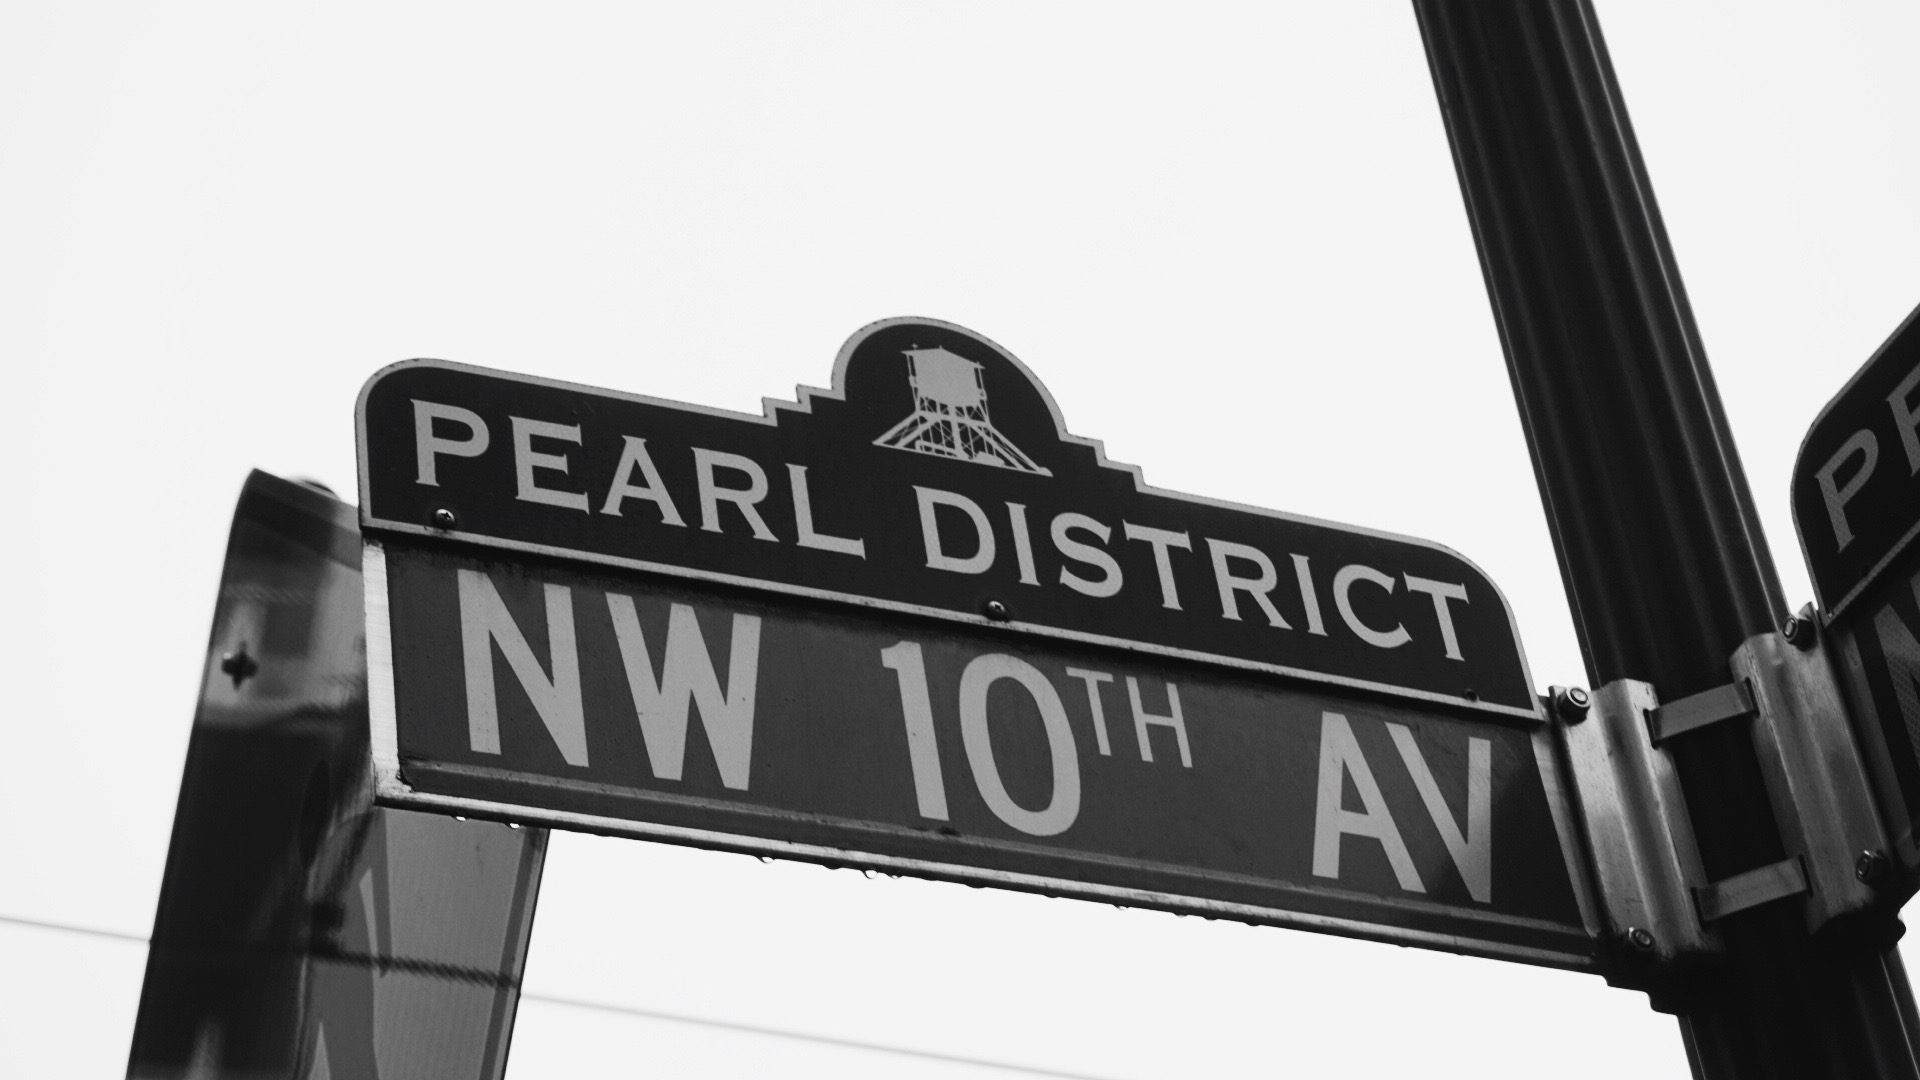 PEARL DISTRICT
NW 10TH AV